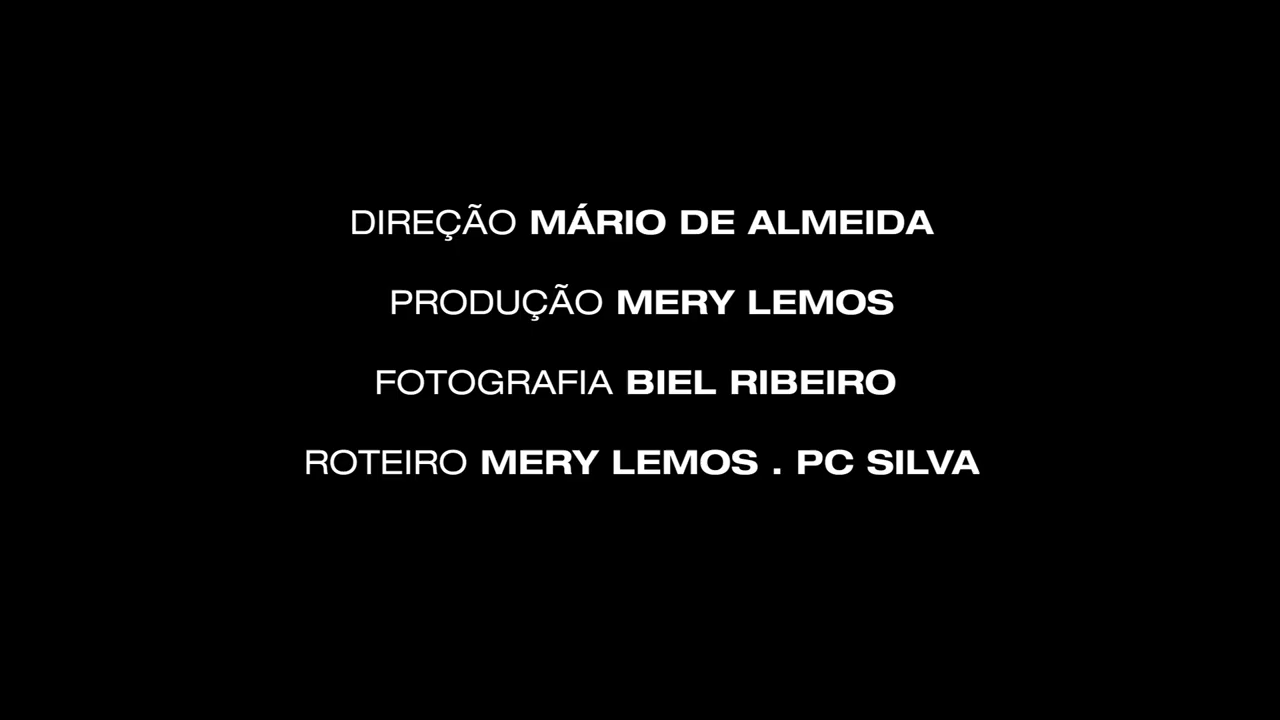 DIREÇÃO MÁRIO DE ALMEIDA
PRODUÇÃO MERY LEMOS
FOTOGRAFIA BIEL RIBEIRO
ROTEIRO MERY LEMOS . PC SILVA